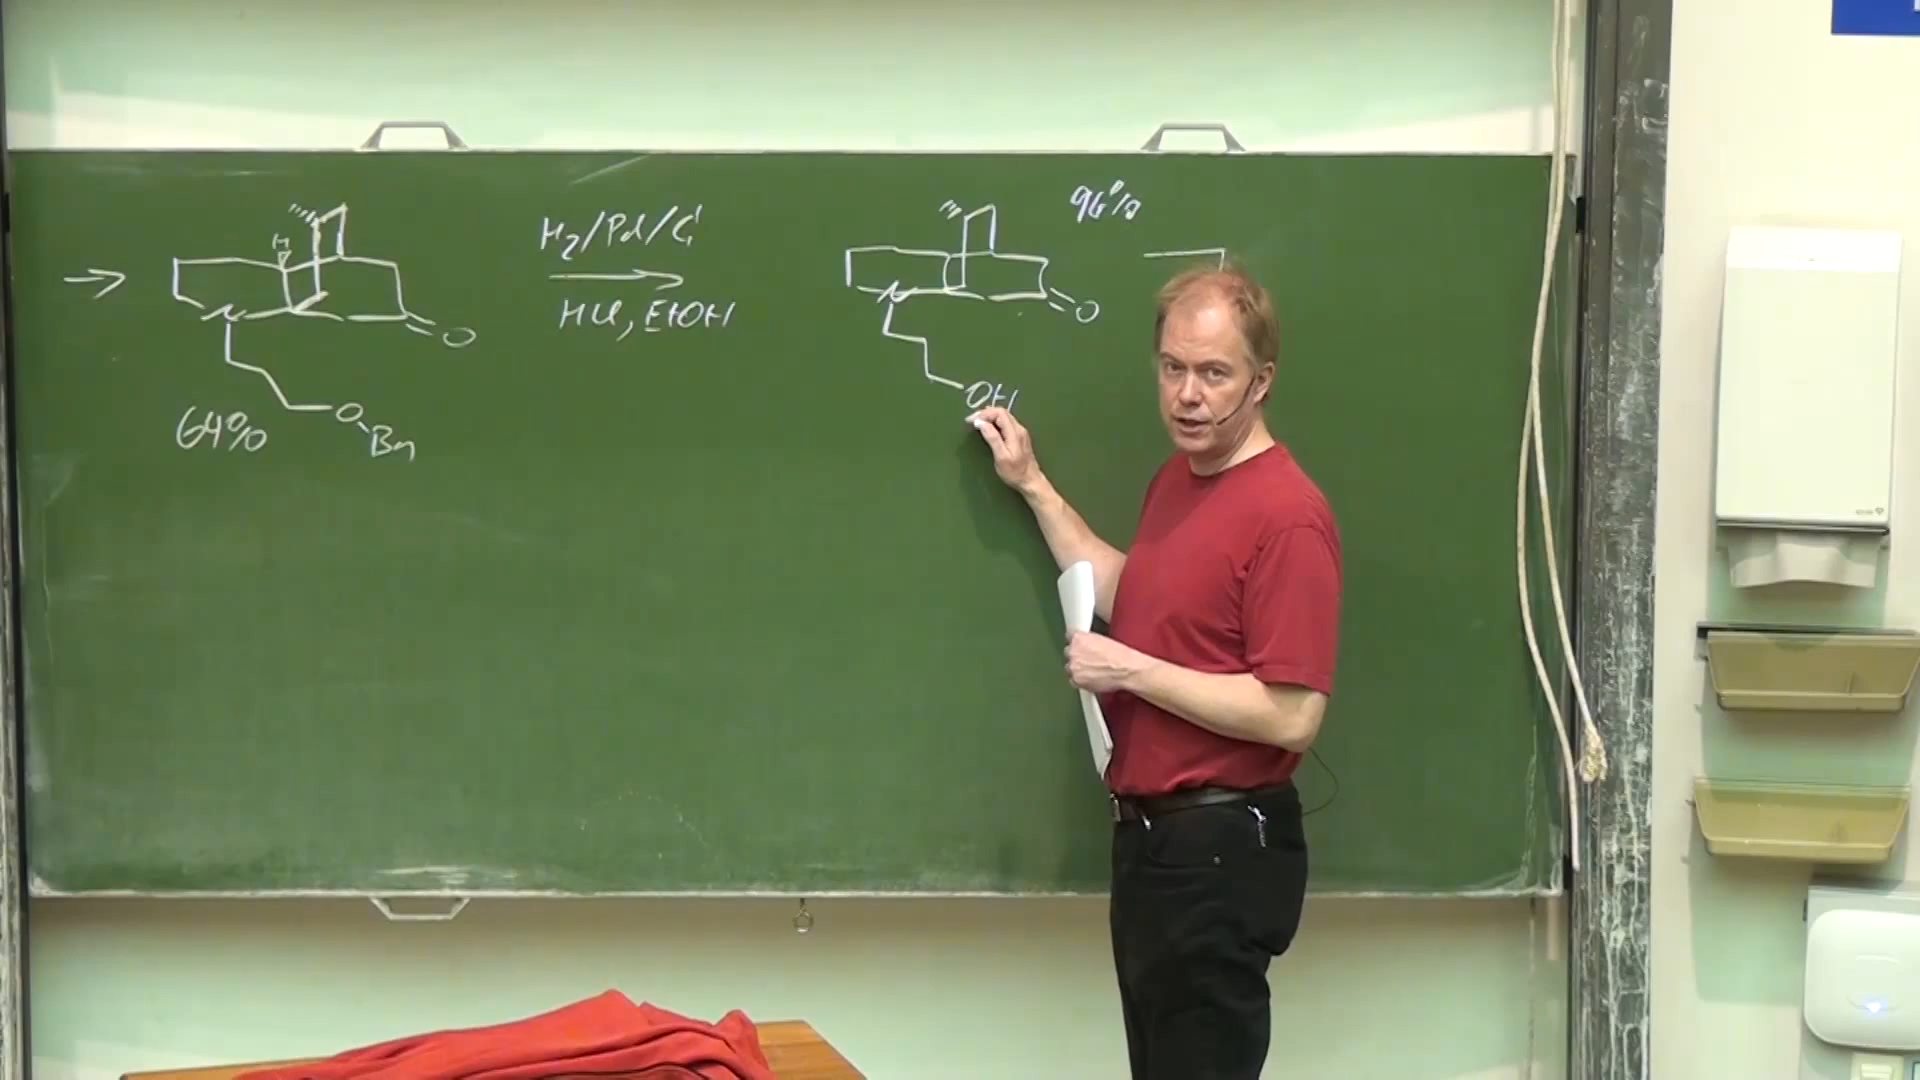 →
H
N
O
O
Bn
64%
H2/Pd/C
HCl, EtOH
N
O
OH
96%